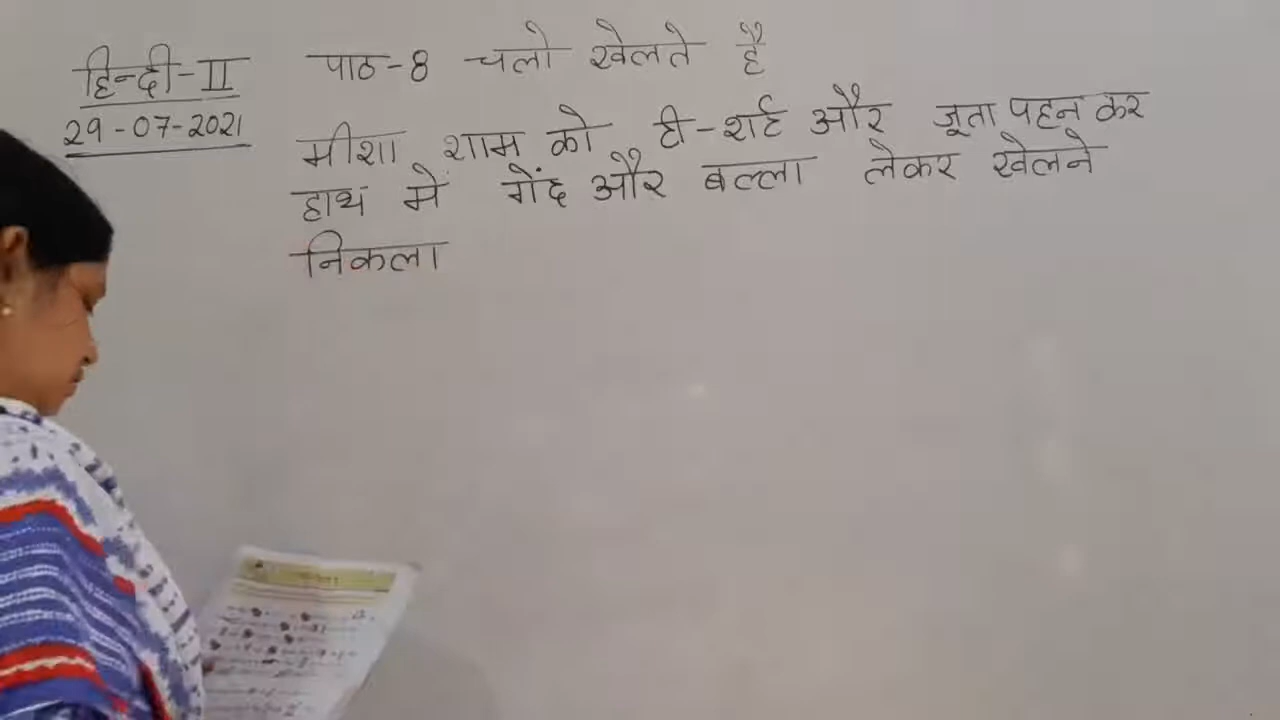 हिन्दी-II
29-07-2021
पाठ-8 चलो खेलते है
मीशा शाम को टी-शर्ट और जूता पहन कर
हाथ में गेंद और बल्ला लेकर खेलने
निकला